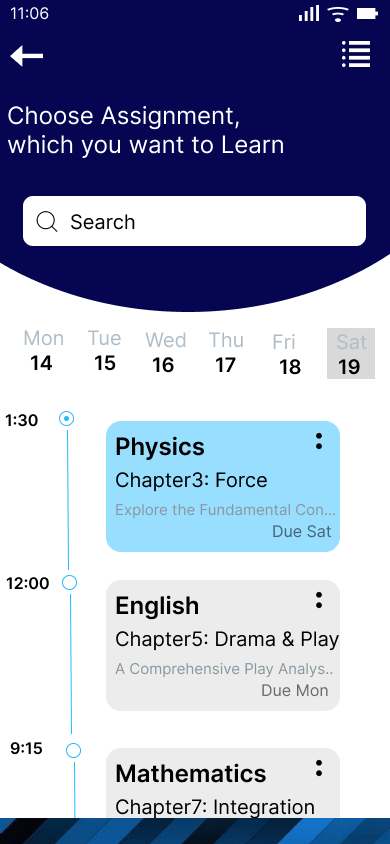 11:06
Choose Assignment,
which you want to Learn
Search
Mon Tue Wed Thu Fri Sat
14 15 16 17 18 19
1:30
Physics
Chapter3: Force
Explore the Fundamental Con...
Due Sat
12:00
English
Chapter5: Drama & Play
A Comprehensive Play Analys..
Due Mon
9:15
Mathematics
Chapter7: Integration